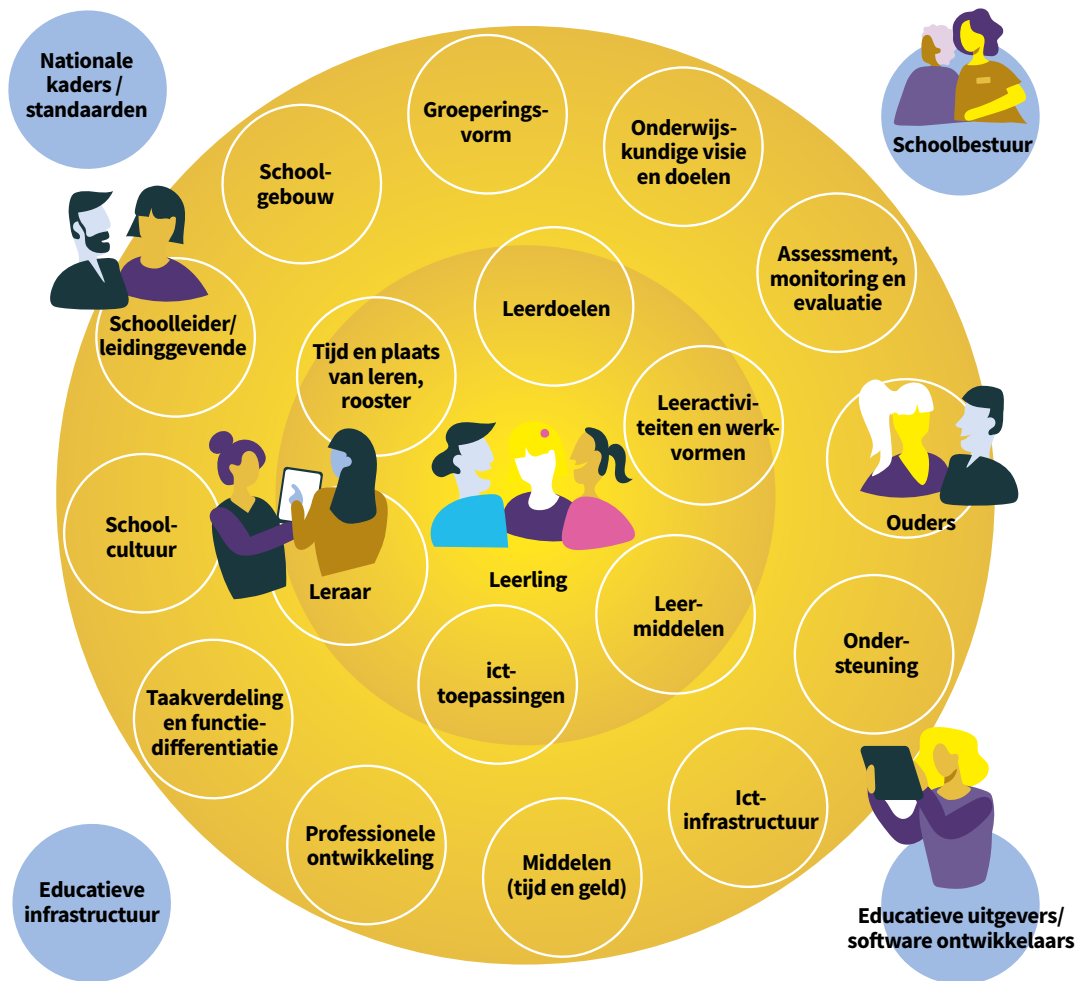 Nationale
kaders /
standaarden
Schoolbestuur
Groeperings-
vorm
Onderwijs-
kundige visie
en doelen
School-
gebouw
Assessment,
monitoring en
evaluatie
Schoolleider/
leidinggevende
Leerdoelen
Tijd en plaats
van leren,
rooster
Leeractivi-
teiten en werk-
vormen
Ouders
School-
cultuur
Leraar
Leerling
Leer-
middelen
Onder-
steuning
ict-
toepassingen
Taakverdeling
en functie-
differentiatie
Ict-
infrastructuur
Professionele
ontwikkeling
Middelen
(tijd en geld)
Educatieve
infrastructuur
Educatieve uitgevers/
software ontwikkelaars